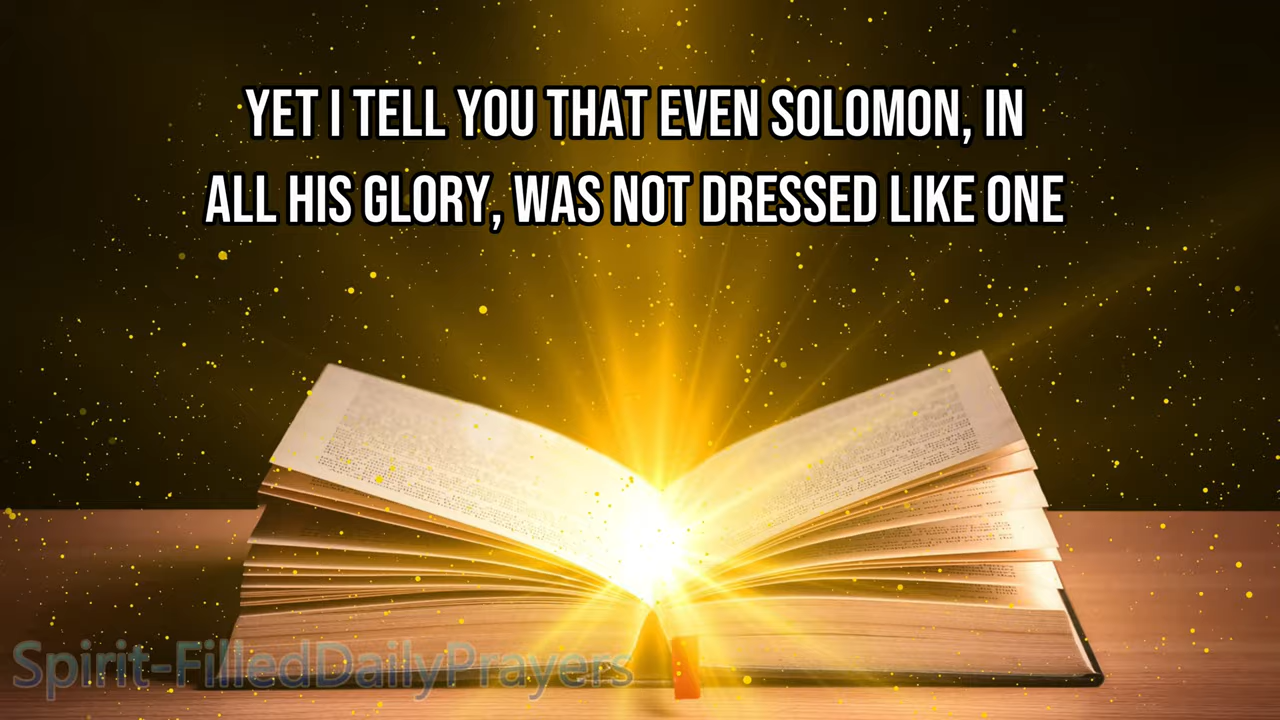 YET I TELL YOU THAT EVEN SOLOMON, IN
ALL HIS GLORY, WAS NOT DRESSED LIKE ONE
Spirit-FilledDailyPrayers